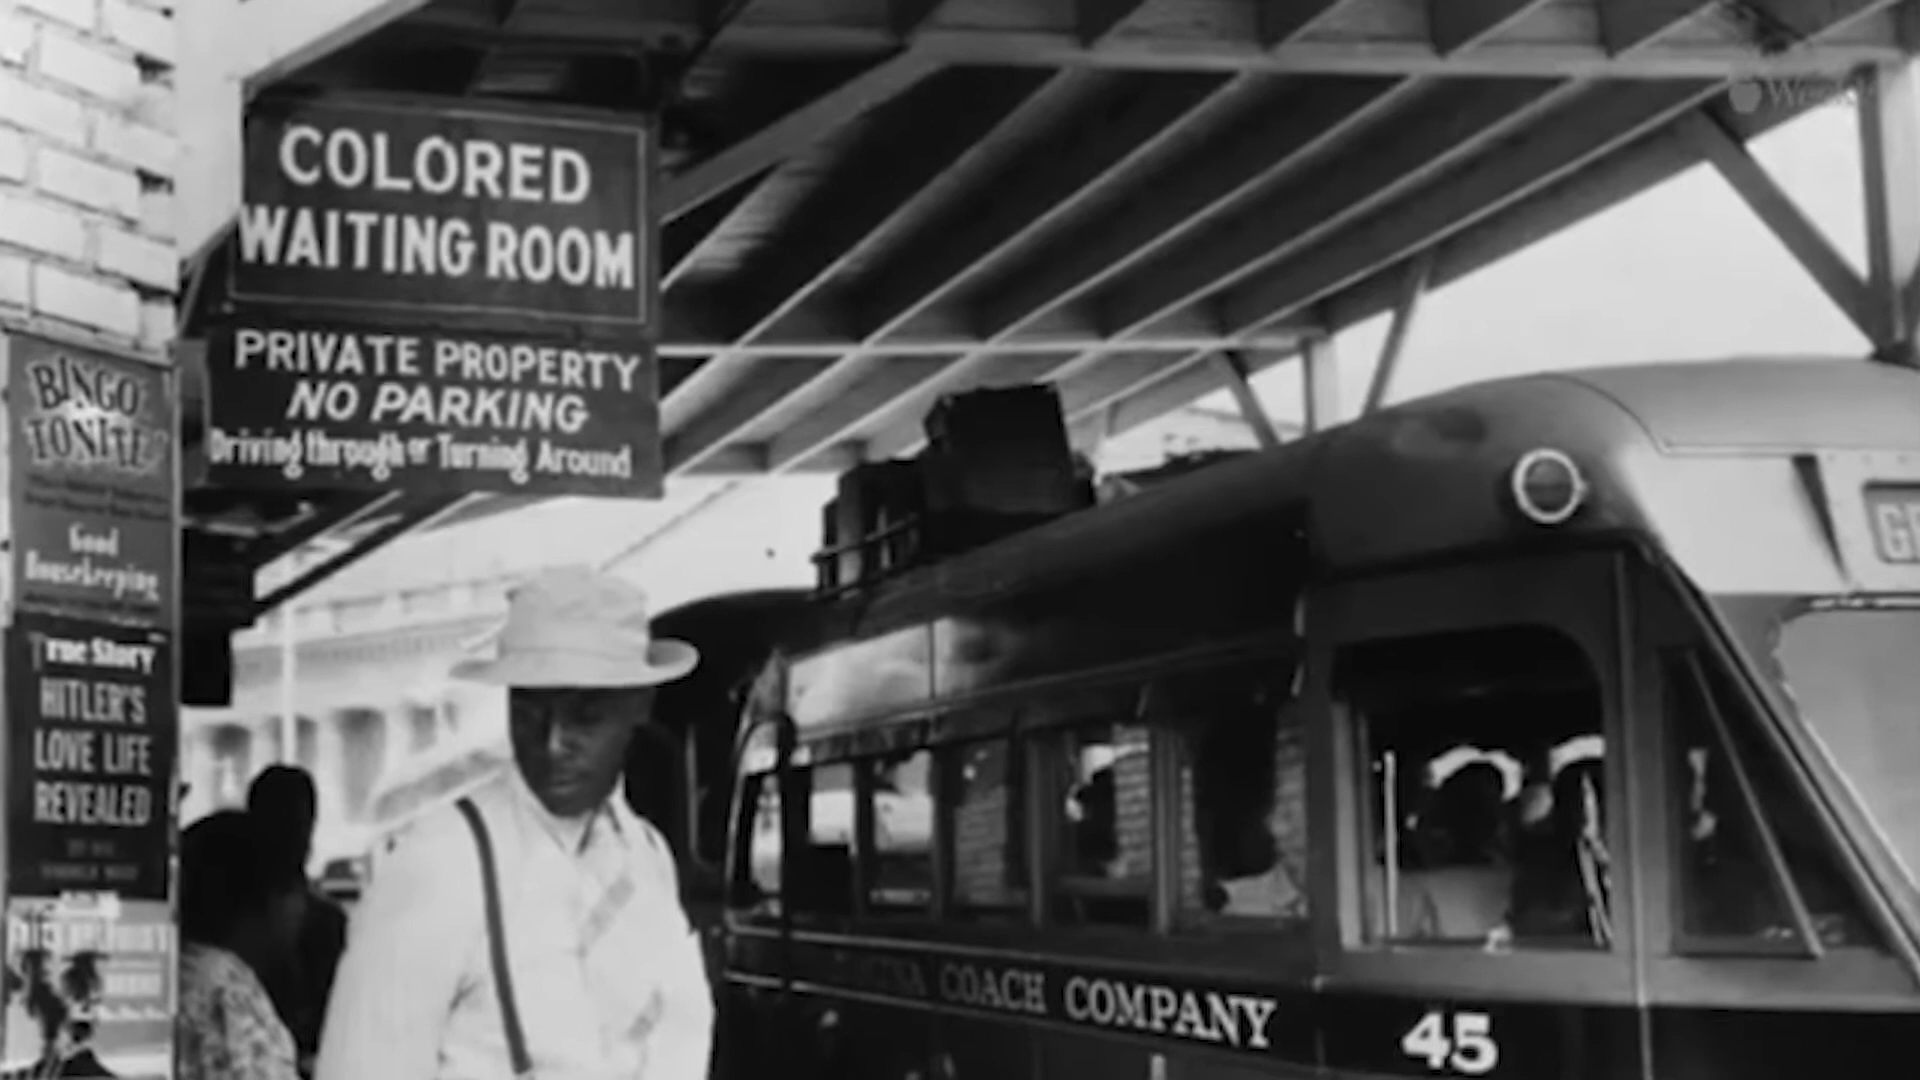 COLORED
WAITING ROOM
PRIVATE PROPERTY
NO PARKING
Driving through or Turning Around
BINGO
TONITE
Good
Housekeeping
True Story
HITLER'S
LOVE LIFE
REVEALED
COACH COMPANY
45